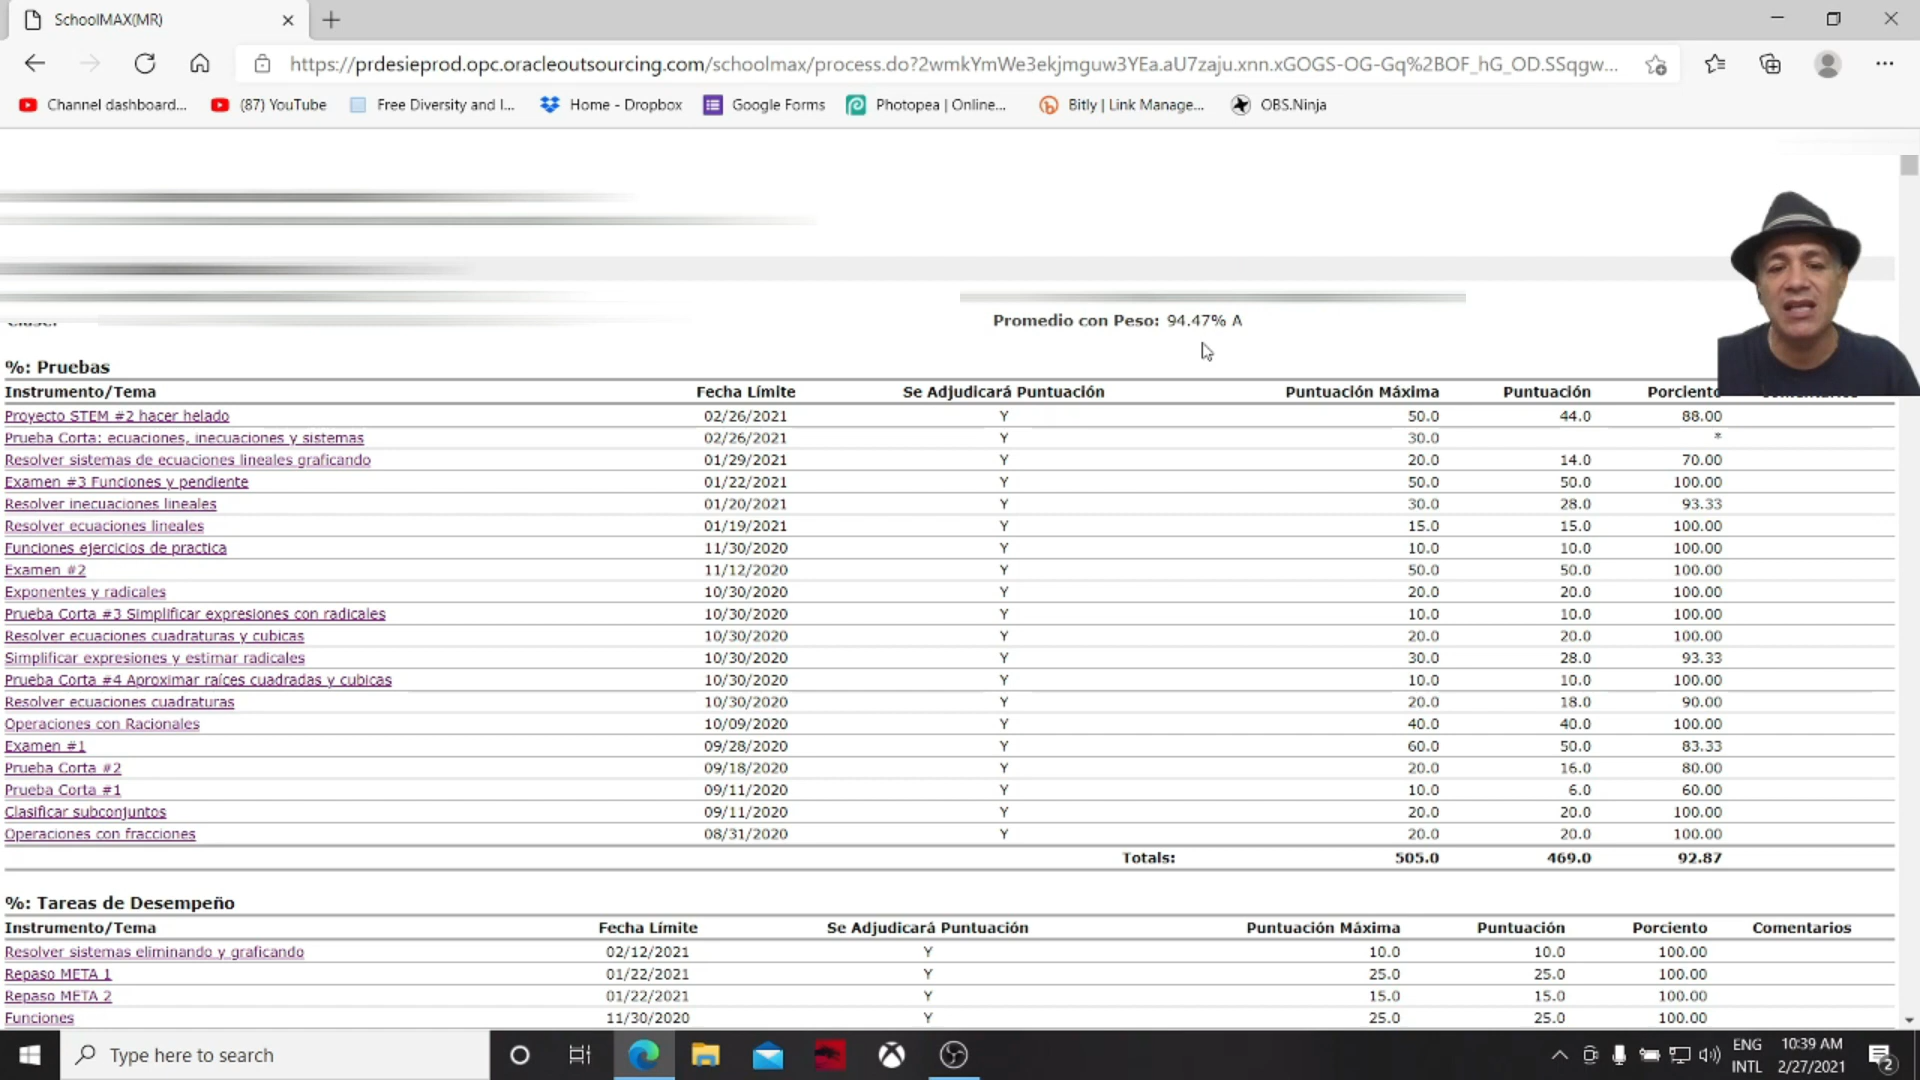 SchoolMAX(MR)
https://prdesieprod.opc.oracleoutsourcing.com/schoolmax/process.do?2wmkYmWe3ekjmguw3YEa.aU7zaju.xnn.xGOGS-OG-Gq%2BOF_hG_OD.SSqgw...
Channel dashboard... (87) YouTube Free Diversity and I... Home - Dropbox Google Forms Photopea | Online... Bitly | Link Manage... OBS.Ninja
Promedio con Peso: 94.47% A
%: Pruebas
Instrumento/Tema Fecha Límite Se Adjudicará Puntuación Puntuación Máxima Puntuación Porciento
Proyecto STEM #2 hacer helado 02/26/2021 Y 50.0 44.0 88.00
Prueba Corta: ecuaciones, inecuaciones y sistemas 02/26/2021 Y 30.0 *
Resolver sistemas de ecuaciones lineales graficando 01/29/2021 Y 20.0 14.0 70.00
Examen #3 Funciones y pendiente 01/22/2021 Y 50.0 50.0 100.00
Resolver inecuaciones lineales 01/20/2021 Y 30.0 28.0 93.33
Resolver ecuaciones lineales 01/19/2021 Y 15.0 15.0 100.00
Funciones ejercicios de practica 11/30/2020 Y 10.0 10.0 100.00
Examen #2 11/12/2020 Y 50.0 50.0 100.00
Exponentes y radicales 10/30/2020 Y 20.0 20.0 100.00
Prueba Corta #3 Simplificar expresiones con radicales 10/30/2020 Y 10.0 10.0 100.00
Resolver ecuaciones cuadraturas y cubicas 10/30/2020 Y 20.0 20.0 100.00
Simplificar expresiones y estimar radicales 10/30/2020 Y 30.0 28.0 93.33
Prueba Corta #4 Aproximar raíces cuadradas y cubicas 10/30/2020 Y 10.0 10.0 100.00
Resolver ecuaciones cuadraturas 10/30/2020 Y 20.0 18.0 90.00
Operaciones con Racionales 10/09/2020 Y 40.0 40.0 100.00
Examen #1 09/28/2020 Y 60.0 50.0 83.33
Prueba Corta #2 09/18/2020 Y 20.0 16.0 80.00
Prueba Corta #1 09/11/2020 Y 10.0 6.0 60.00
Clasificar subconjuntos 09/11/2020 Y 20.0 20.0 100.00
Operaciones con fracciones 08/31/2020 Y 20.0 20.0 100.00
Totals: 505.0 469.0 92.87
%: Tareas de Desempeño
Instrumento/Tema Fecha Límite Se Adjudicará Puntuación Puntuación Máxima Puntuación Porciento Comentarios
Resolver sistemas eliminando y graficando 02/12/2021 Y 10.0 10.0 100.00
Repaso META 1 01/22/2021 Y 25.0 25.0 100.00
Repaso META 2 01/22/2021 Y 15.0 15.0 100.00
Funciones 11/30/2020 Y 25.0 25.0 100.00
Type here to search
ENG 10:39 AM
INTL 2/27/2021 2